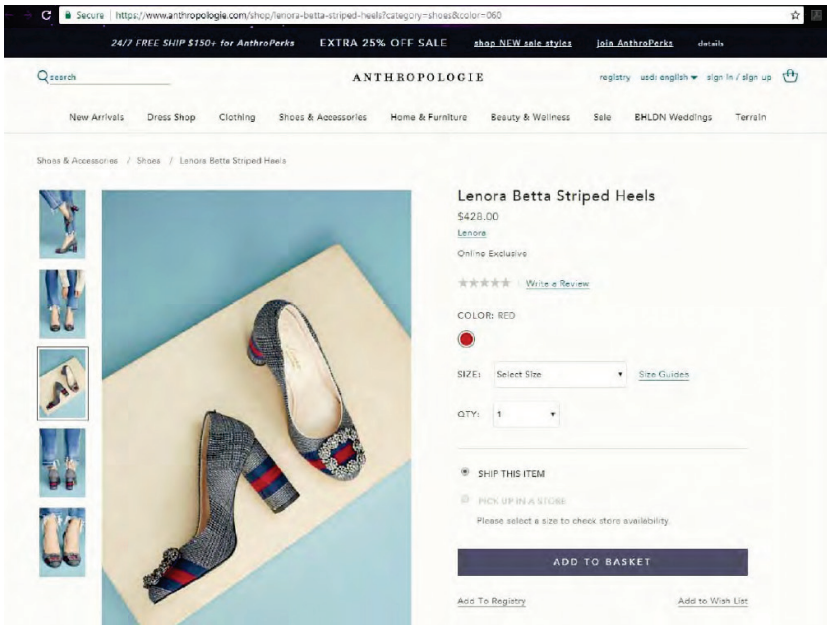 Secure | https://www.anthropologie.com/shop/lenora-betta-striped-heels?category=shoes&color=060
24/7 FREE SHIP $150+ for AnthroPerks EXTRA 25% OFF SALE shop NEW sale styles join AnthroPerks details
search ANTHROPOLOGIE registry usd: english sign in / sign up
New Arrivals Dress Shop Clothing Shoes & Accessories Home & Furniture Beauty & Wellness Sale BHLDN Weddings Terrain
Shoes & Accessories / Shoes / Lenora Betta Striped Heels
Lenora Betta Striped Heels
$428.00
Lenora
Online Exclusive
Write a Review
COLOR: RED
SIZE: Select Size Size Guides
QTY: 1
SHIP THIS ITEM
PICK UP IN A STORE
Please select a size to check store availability.
ADD TO BASKET
Add To Registry Add to Wish List